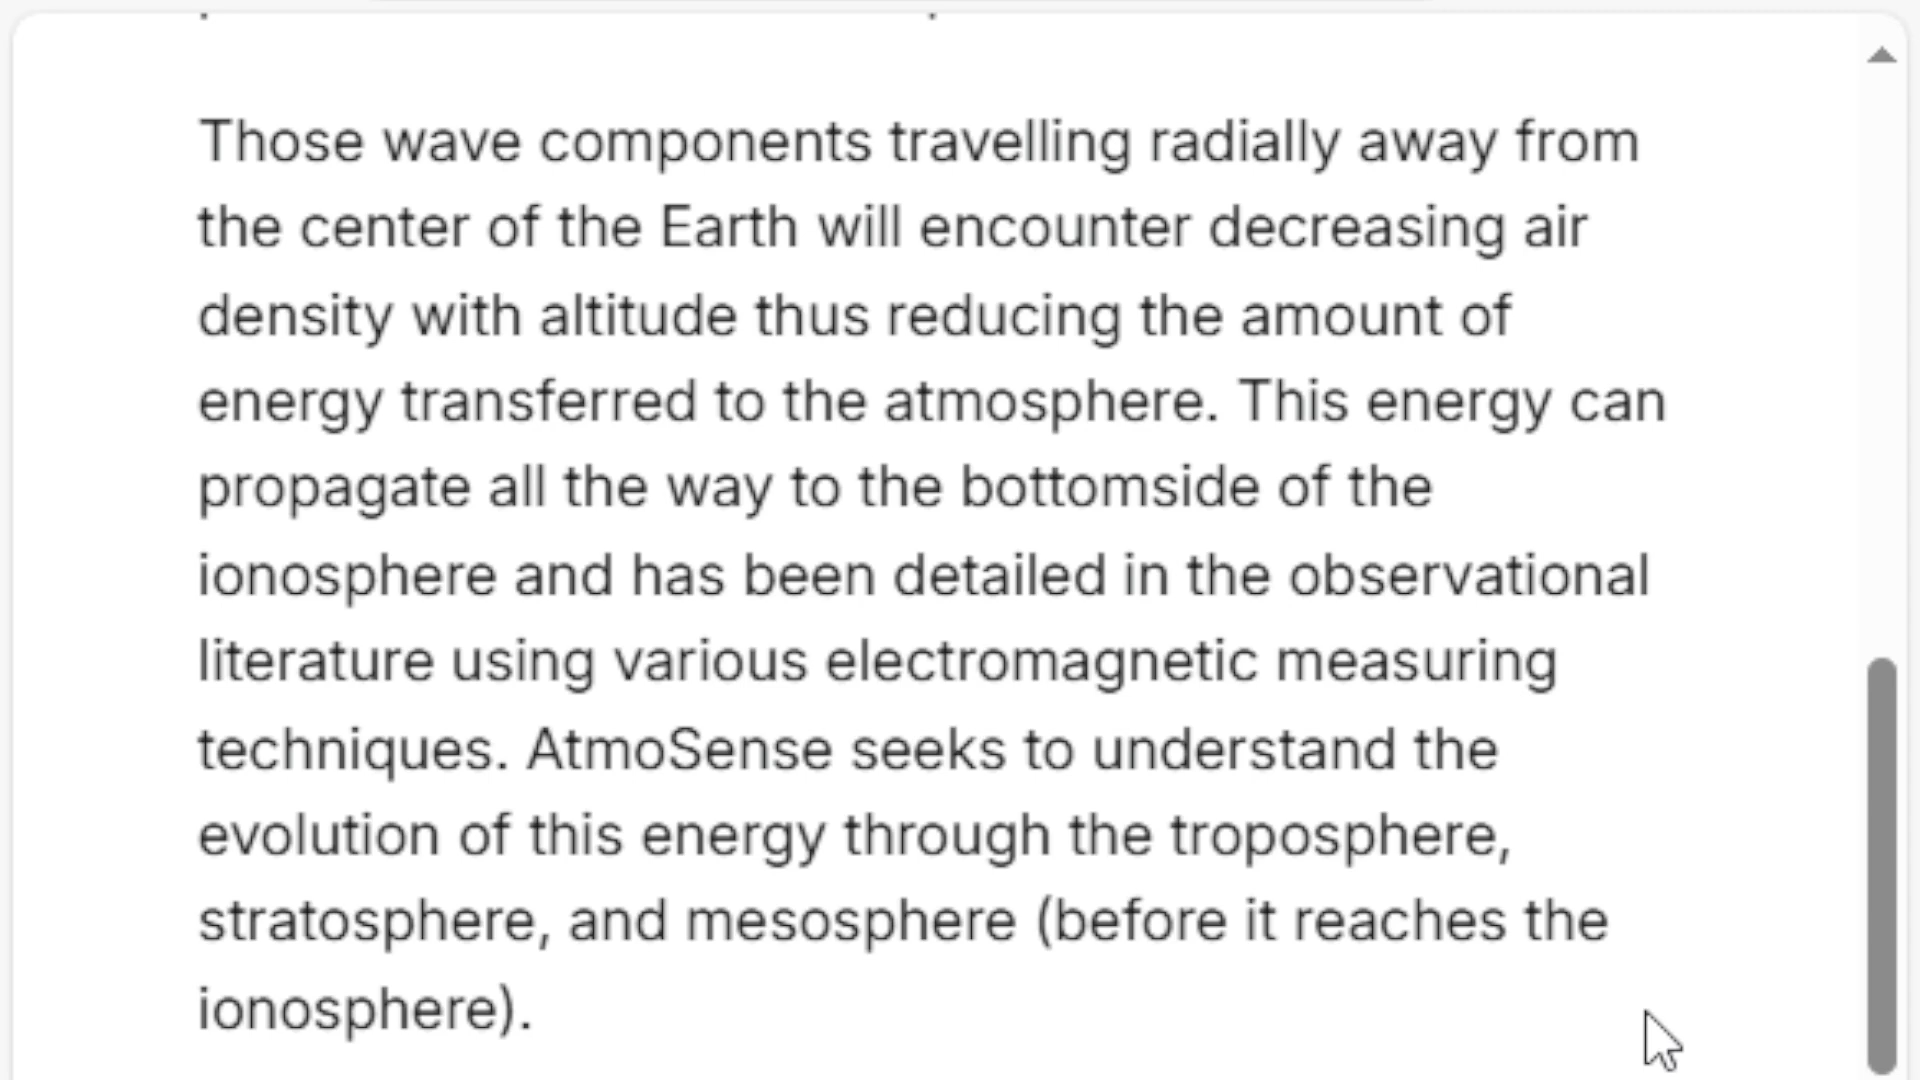 Those wave components travelling radially away from
the center of the Earth will encounter decreasing air
density with altitude thus reducing the amount of
energy transferred to the atmosphere. This energy can
propagate all the way to the bottomside of the
ionosphere and has been detailed in the observational
literature using various electromagnetic measuring
techniques. AtmoSense seeks to understand the
evolution of this energy through the troposphere,
stratosphere, and mesosphere (before it reaches the
ionosphere).